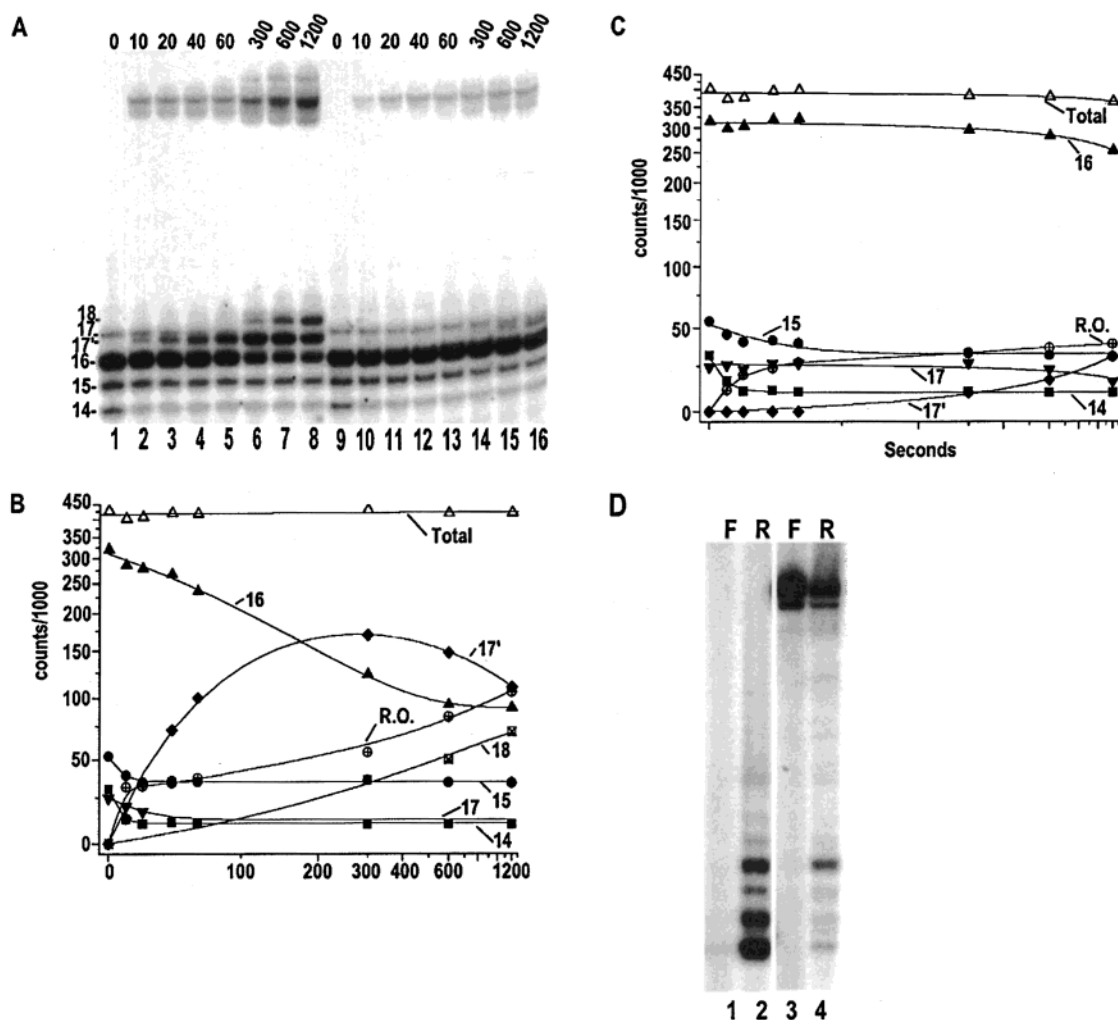 A
0 10 20 40 60 300 600 1200 0 10 20 40 60 300 600 1200
18-
17-
17'-
16-
15-
14-
1 2 3 4 5 6 7 8 9 10 11 12 13 14 15 16
B
counts/1000
450
350
300
250
200
150
100
50
0
Total
16
17'
R.O.
18
15
17
14
0 100 200 300 400 600 1200
C
counts/1000
450
350
300
250
200
150
100
50
0
Total
16
15
R.O.
17
17'
14
Seconds
D
F R F R
1 2 3 4